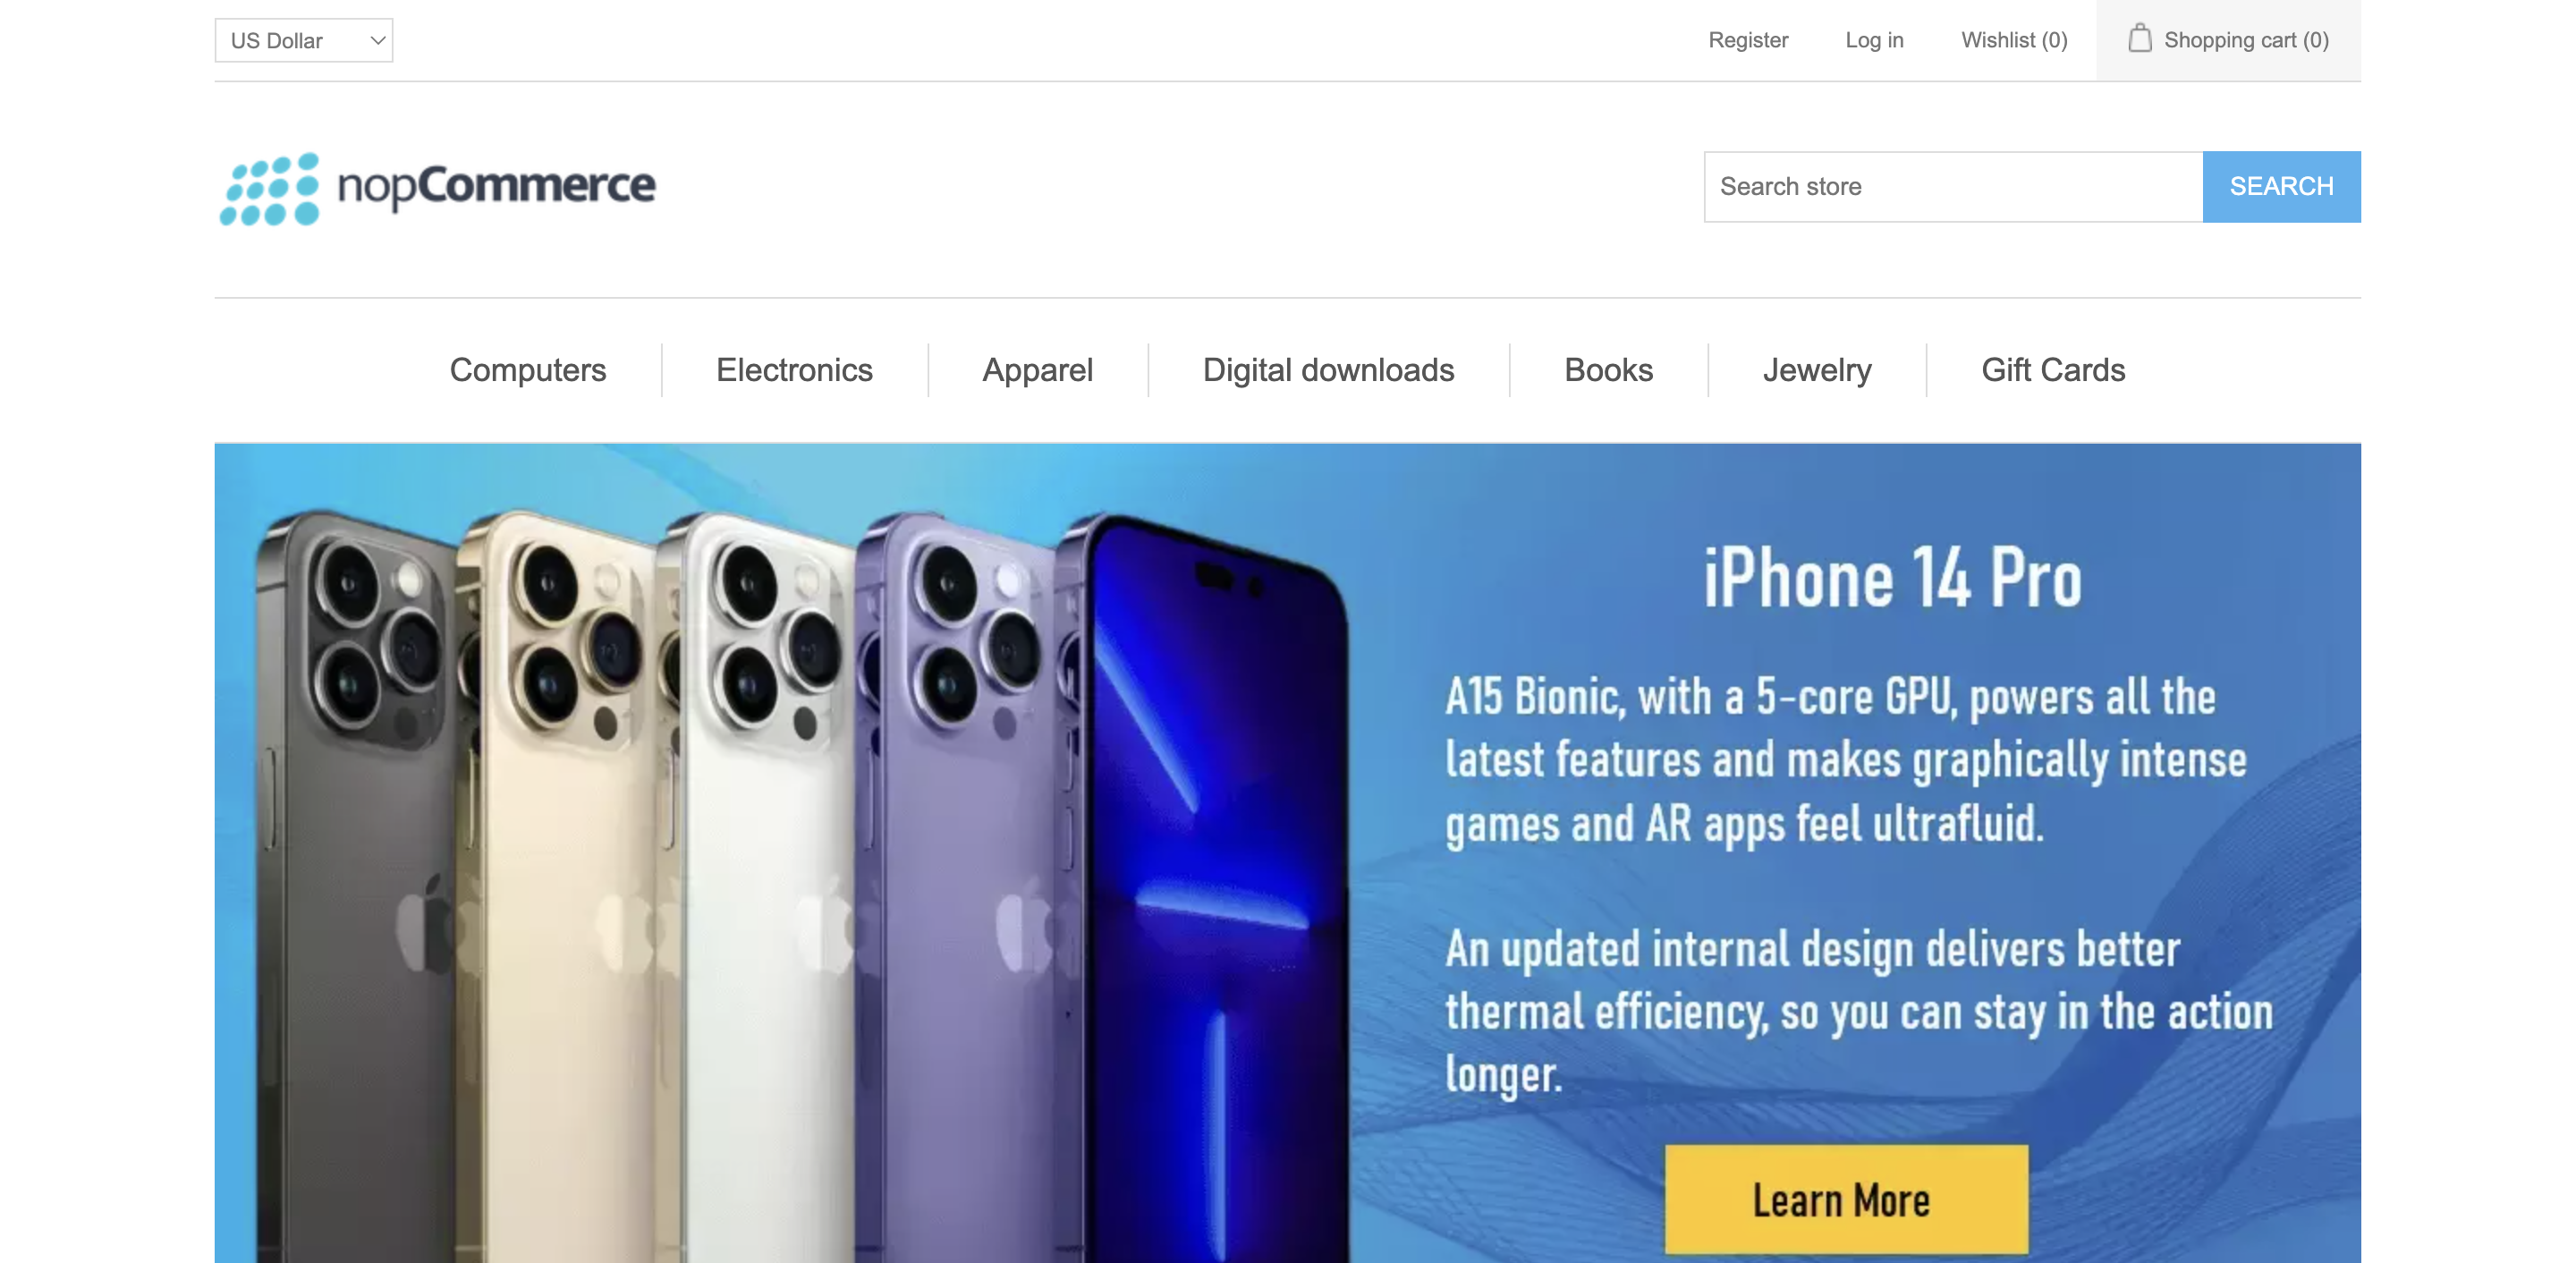 US Dollar
Register
Log in
Wishlist (0)
Shopping cart (0)
nopCommerce
Search store
SEARCH
Computers
Electronics
Apparel
Digital downloads
Books
Jewelry
Gift Cards
iPhone 14 Pro
A15 Bionic, with a 5-core GPU, powers all the
latest features and makes graphically intense
games and AR apps feel ultrafluid.
An updated internal design delivers better
thermal efficiency, so you can stay in the action
longer.
Learn More